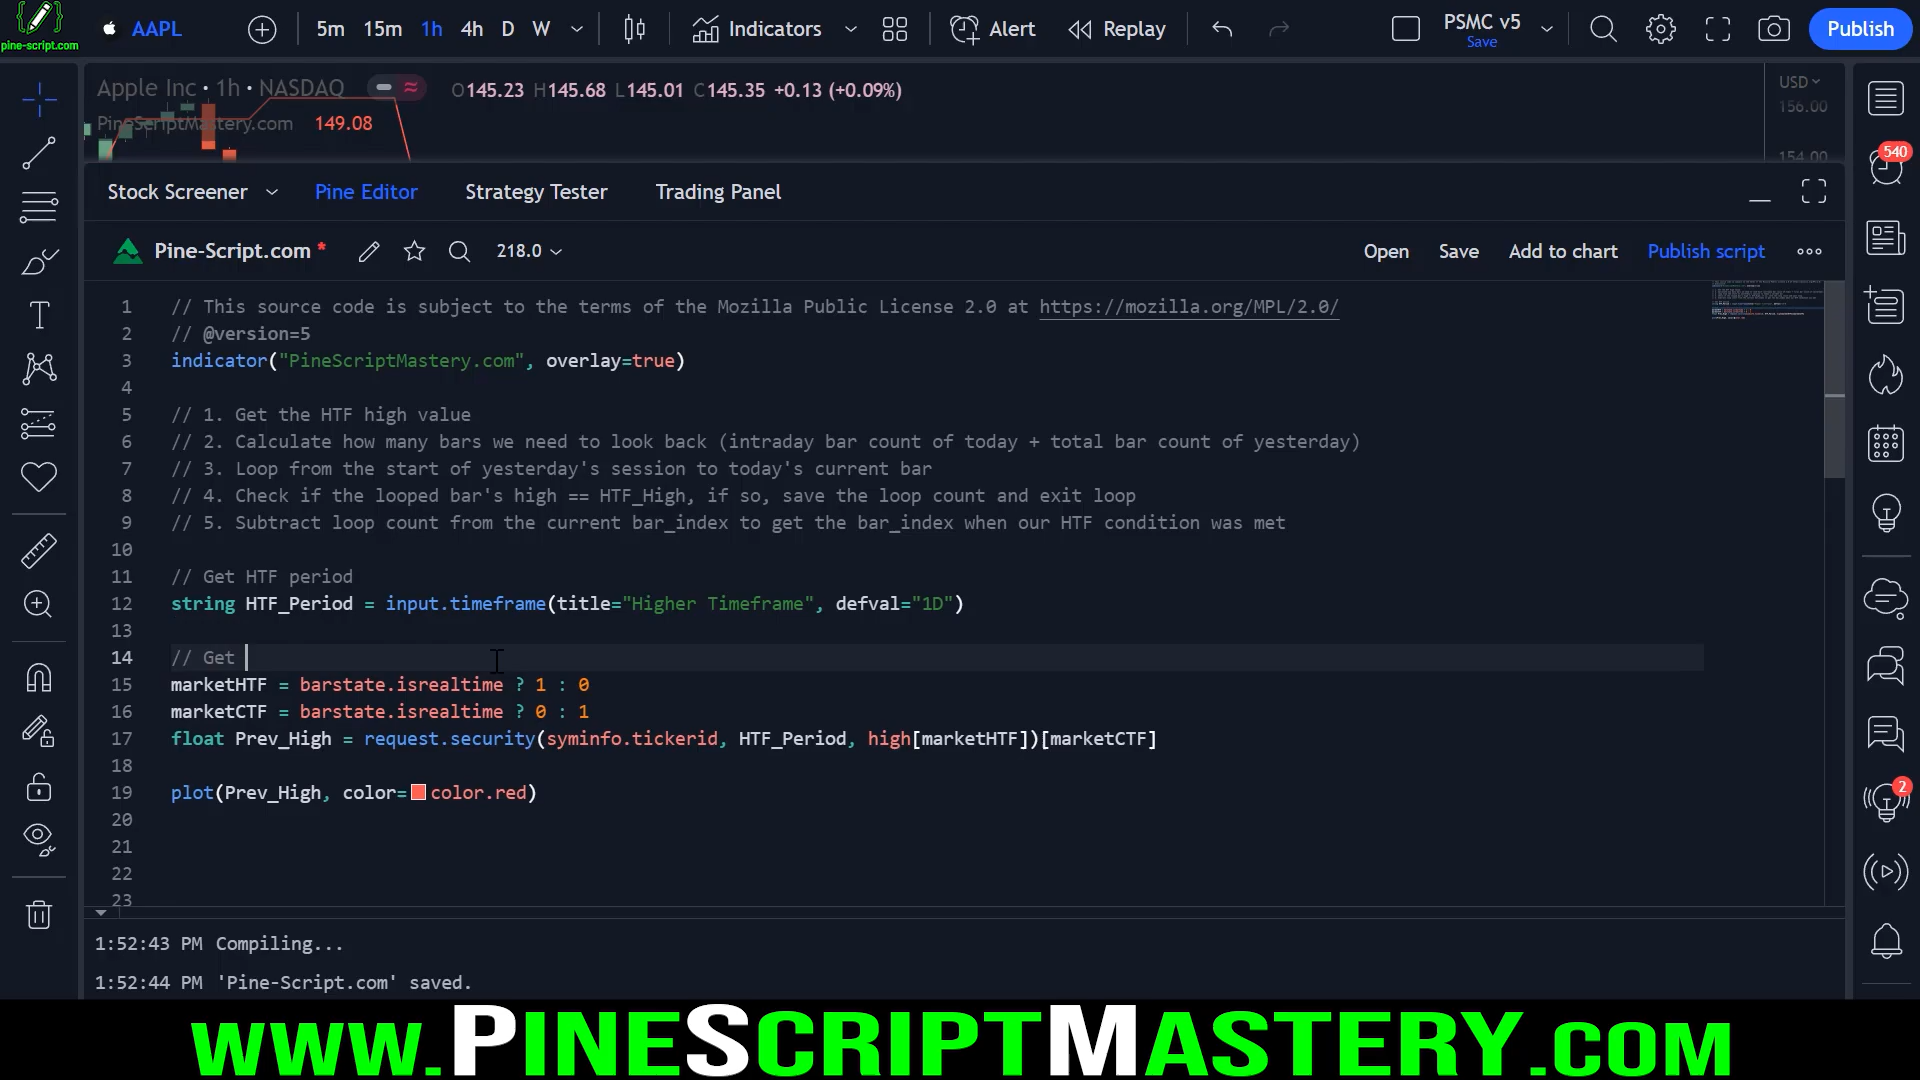 pine-script.com
AAPL 5m 15m 1h 4h D W Indicators Alert Replay PSMC v5 Save Publish
Apple Inc · 1h · NASDAQ O145.23 H145.68 L145.01 C145.35 +0.13 (+0.09%) USD
156.00
PineScriptMastery.com 149.08
154.00
540
Stock Screener Pine Editor Strategy Tester Trading Panel
Pine-Script.com * 218.0 Open Save Add to chart Publish script
1 // This source code is subject to the terms of the Mozilla Public License 2.0 at https://mozilla.org/MPL/2.0/
2 // @version=5
3 indicator("PineScriptMastery.com", overlay=true)
4
5 // 1. Get the HTF high value
6 // 2. Calculate how many bars we need to look back (intraday bar count of today + total bar count of yesterday)
7 // 3. Loop from the start of yesterday's session to today's current bar
8 // 4. Check if the looped bar's high == HTF_High, if so, save the loop count and exit loop
9 // 5. Subtract loop count from the current bar_index to get the bar_index when our HTF condition was met
10
11 // Get HTF period
12 string HTF_Period = input.timeframe(title="Higher Timeframe", defval="1D")
13
14 // Get
15 marketHTF = barstate.isrealtime ? 1 : 0
16 marketCTF = barstate.isrealtime ? 0 : 1
17 float Prev_High = request.security(syminfo.tickerid, HTF_Period, high[marketHTF])[marketCTF]
18
19 plot(Prev_High, color=color.red)
20
21
22
23
2
1:52:43 PM Compiling...
1:52:44 PM 'Pine-Script.com' saved.
www.PineScriptMastery.com